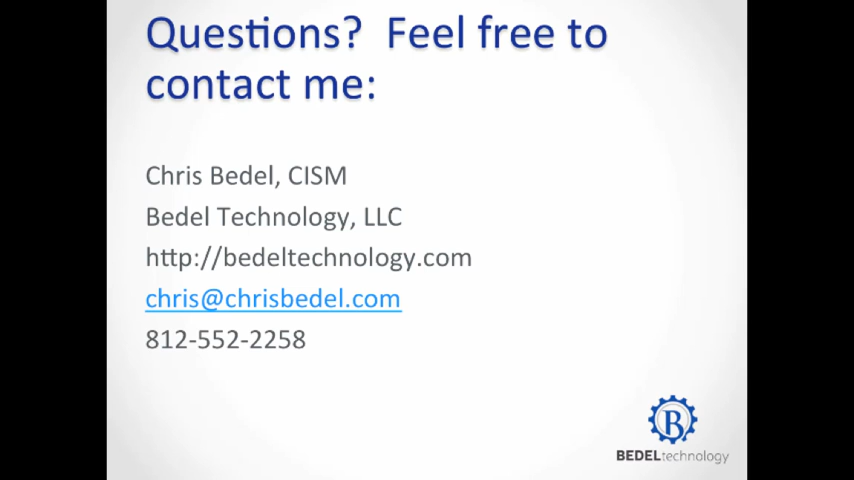 Questions?  Feel free to
contact me:
Chris Bedel, CISM
Bedel Technology, LLC
http://bedeltechnology.com
chris@chrisbedel.com
812-552-2258
B
BEDELtechnology